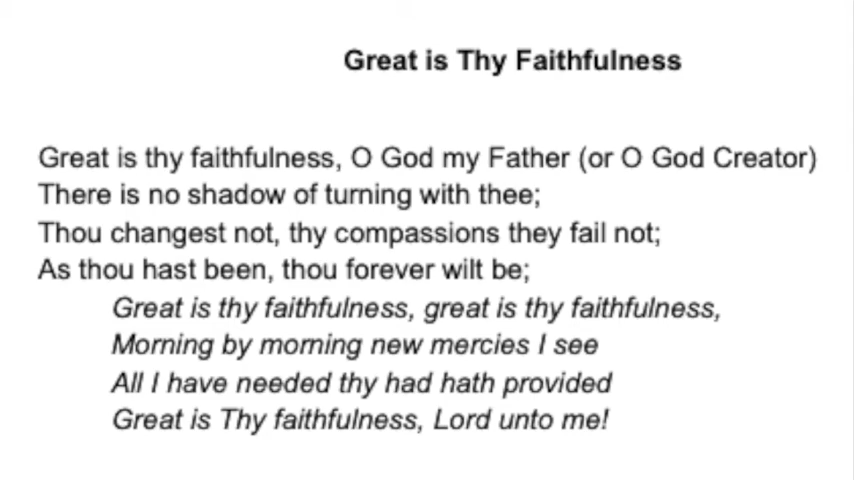 Great is Thy Faithfulness
Great is thy faithfulness, O God my Father (or O God Creator)
There is no shadow of turning with thee;
Thou changest not, thy compassions they fail not;
As thou hast been, thou forever wilt be;
Great is thy faithfulness, great is thy faithfulness,
Morning by morning new mercies I see
All I have needed thy had hath provided
Great is Thy faithfulness, Lord unto me!